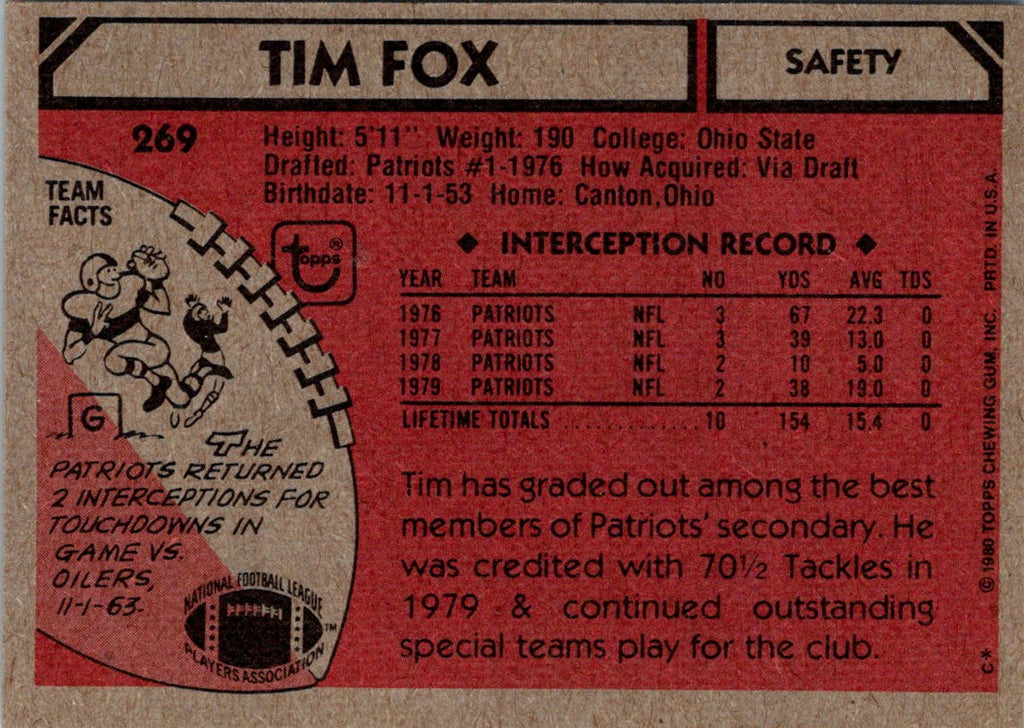 TIM FOX
SAFETY
269
Height: 5'11" Weight: 190 College: Ohio State
Drafted: Patriots #1-1976 How Acquired: Via Draft
Birthdate: 11-1-53 Home: Canton, Ohio
TEAM
FACTS
topps®
G
THE
PATRIOTS RETURNED
2 INTERCEPTIONS FOR
TOUCHDOWNS IN
GAME VS.
OILERS,
11-1-63.
NATIONAL FOOTBALL LEAGUE
PLAYERS ASSOCIATION
TM
◆ INTERCEPTION RECORD ◆
YEAR TEAM NO YDS AVG TDS
1976 PATRIOTS NFL 3 67 22.3 0
1977 PATRIOTS NFL 3 39 13.0 0
1978 PATRIOTS NFL 2 10 5.0 0
1979 PATRIOTS NFL 2 38 19.0 0
LIFETIME TOTALS ............ 10 154 15.4 0
Tim has graded out among the best
members of Patriots' secondary. He
was credited with 70½ Tackles in
1979 & continued outstanding
special teams play for the club.
© 1980 TOPPS CHEWING GUM, INC. PRTD. IN U.S.A.
C*